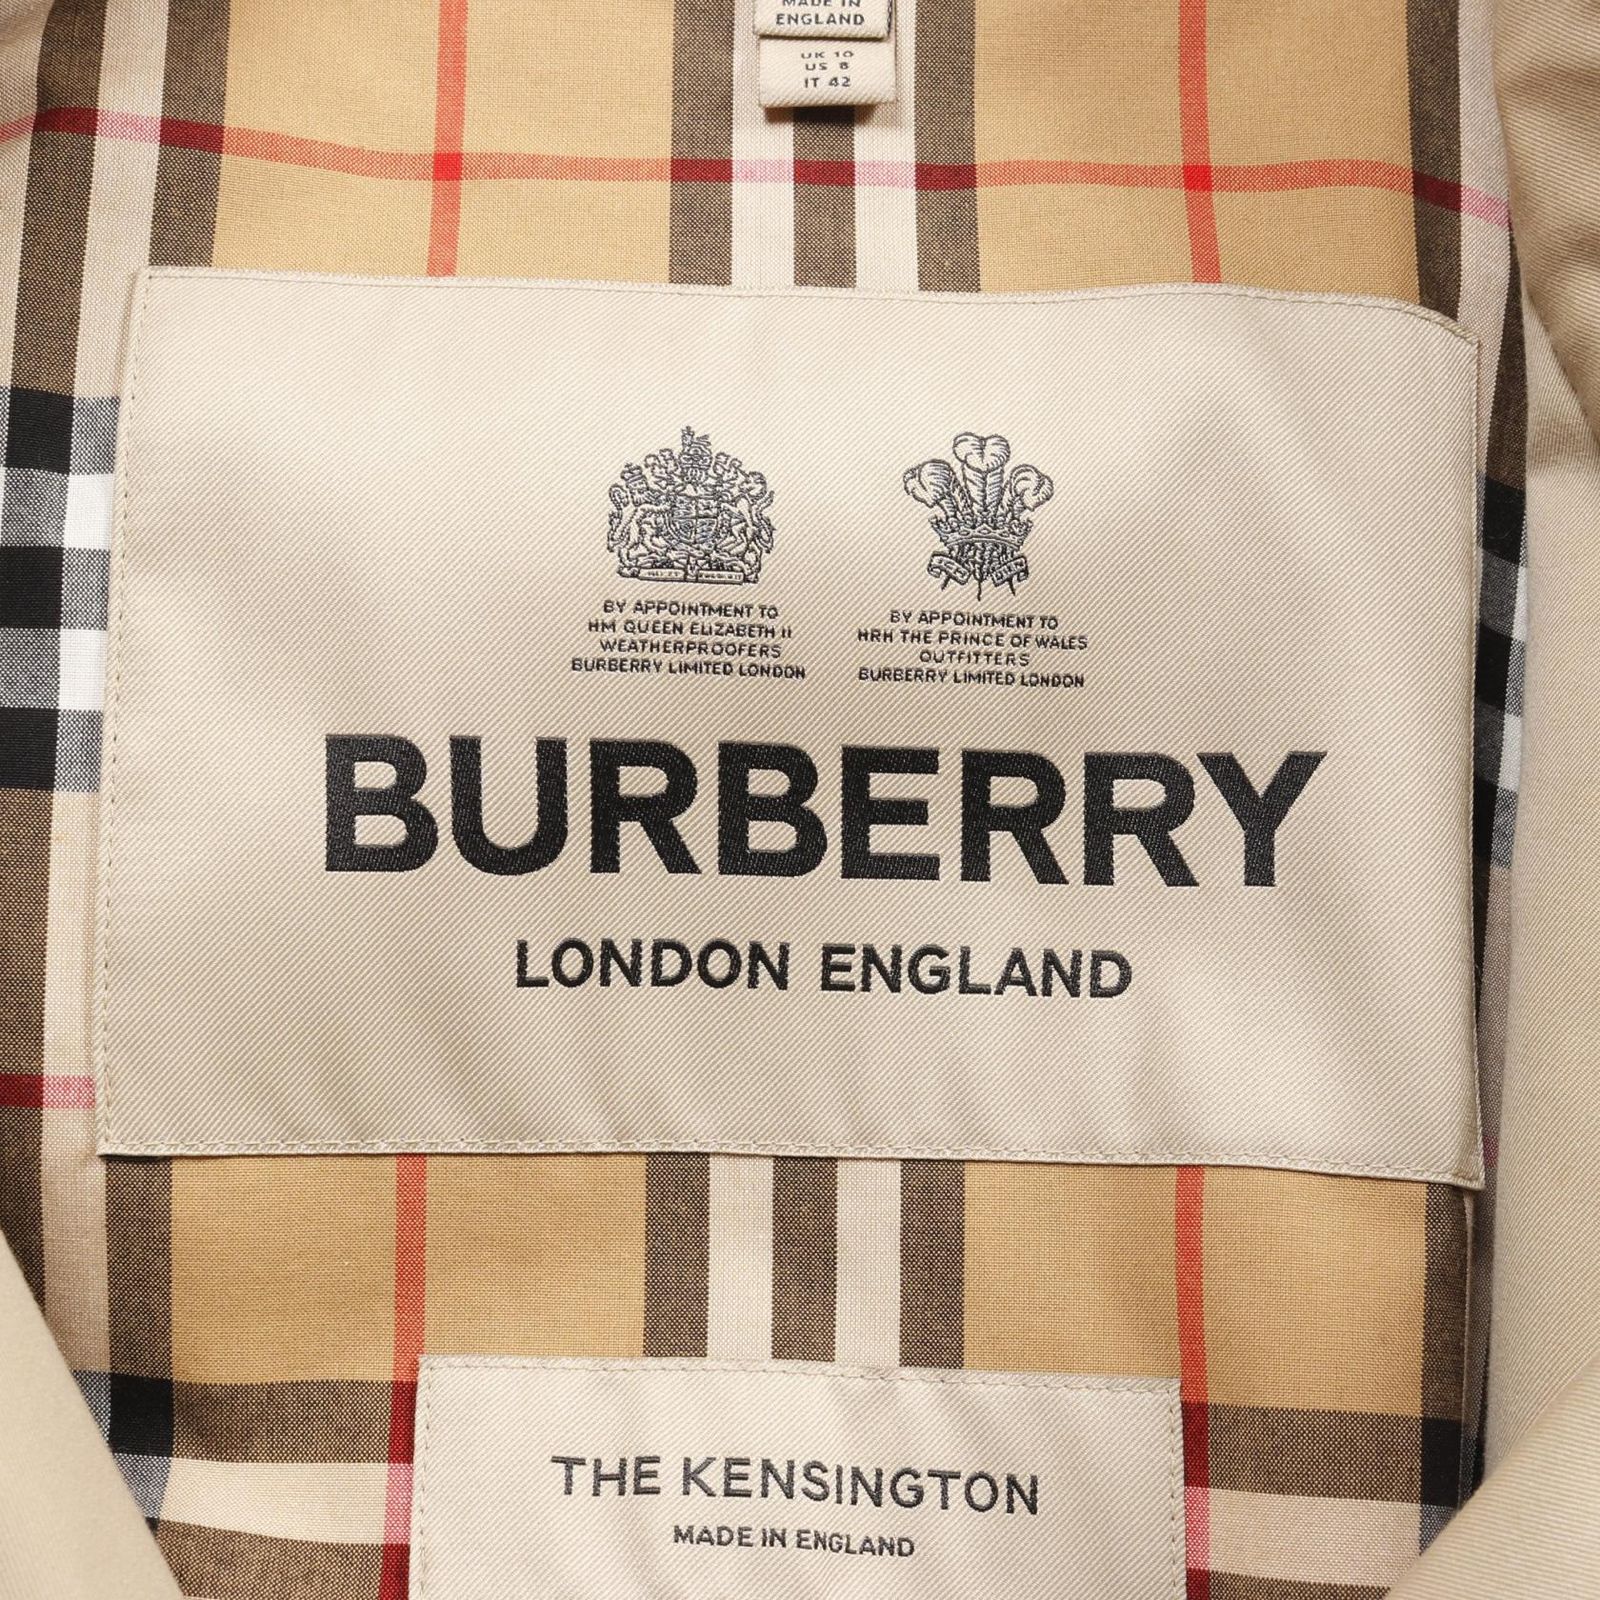 MADE IN
ENGLAND
UK 10
US 8
IT 42
BY APPOINTMENT TO
HM QUEEN ELIZABETH II
WEATHERPROOFERS
BURBERRY LIMITED LONDON
BY APPOINTMENT TO
HRH THE PRINCE OF WALES
OUTFITTERS
BURBERRY LIMITED LONDON
BURBERRY
LONDON ENGLAND
THE KENSINGTON
MADE IN ENGLAND